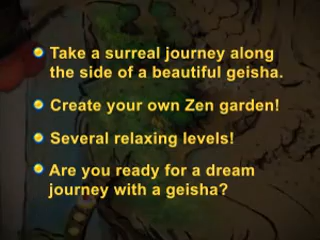 Take a surreal journey along
the side of a beautiful geisha.
Create your own Zen garden!
Several relaxing levels!
Are you ready for a dream
journey with a geisha?